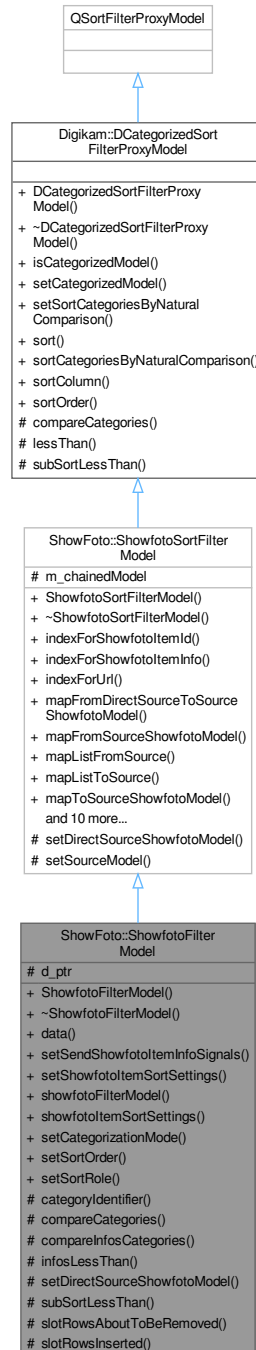 QSortFilterProxyModel
Digikam::DCategorizedSort
FilterProxyModel
+ DCategorizedSortFilterProxy
Model()
+ ~DCategorizedSortFilterProxy
Model()
+ isCategorizedModel()
+ setCategorizedModel()
+ setSortCategoriesByNatural
Comparison()
+ sort()
+ sortCategoriesByNaturalComparison()
+ sortColumn()
+ sortOrder()
# compareCategories()
# lessThan()
# subSortLessThan()
ShowFoto::ShowfotoSortFilter
Model
# m_chainedModel
+ ShowfotoSortFilterModel()
+ ~ShowfotoSortFilterModel()
+ indexForShowfotoItemId()
+ indexForShowfotoItemInfo()
+ indexForUrl()
+ mapFromDirectSourceToSource
ShowfotoModel()
+ mapFromSourceShowfotoModel()
+ mapListFromSource()
+ mapListToSource()
+ mapToSourceShowfotoModel()
and 10 more...
# setDirectSourceShowfotoModel()
# setSourceModel()
ShowFoto::ShowfotoFilter
Model
# d_ptr
+ ShowfotoFilterModel()
+ ~ShowfotoFilterModel()
+ data()
+ setSendShowfotoItemInfoSignals()
+ setShowfotoItemSortSettings()
+ showfotoFilterModel()
+ showfotoItemSortSettings()
+ setCategorizationMode()
+ setSortOrder()
+ setSortRole()
# categoryIdentifier()
# compareCategories()
# compareInfosCategories()
# infosLessThan()
# setDirectSourceShowfotoModel()
# subSortLessThan()
# slotRowsAboutToBeRemoved()
# slotRowsInserted()